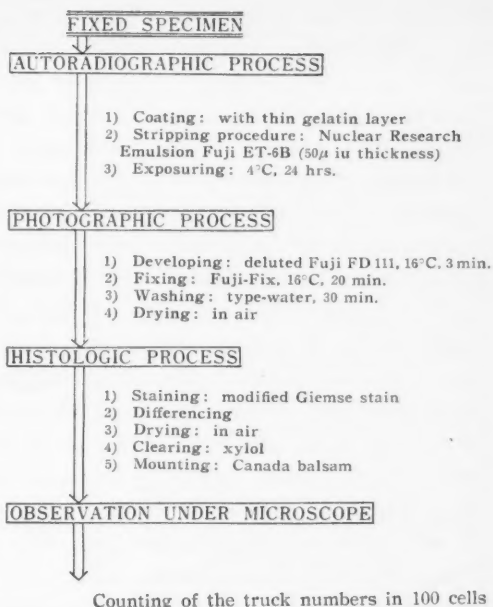 FIXED SPECIMEN
AUTORADIOGRAPHIC PROCESS
1) Coating: with thin gelatin layer
2) Stripping procedure: Nuclear Research
Emulsion Fuji ET-6B (50μ iu thickness)
3) Exposuring: 4°C, 24 hrs.
PHOTOGRAPHIC PROCESS
1) Developing: deluted Fuji FD 111, 16°C, 3 min.
2) Fixing: Fuji-Fix, 16°C, 20 min.
3) Washing: type-water, 30 min.
4) Drying: in air
HISTOLOGIC PROCESS
1) Staining: modified Giemse stain
2) Differencing
3) Drying: in air
4) Clearing: xylol
5) Mounting: Canada balsam
OBSERVATION UNDER MICROSCOPE
Counting of the truck numbers in 100 cells